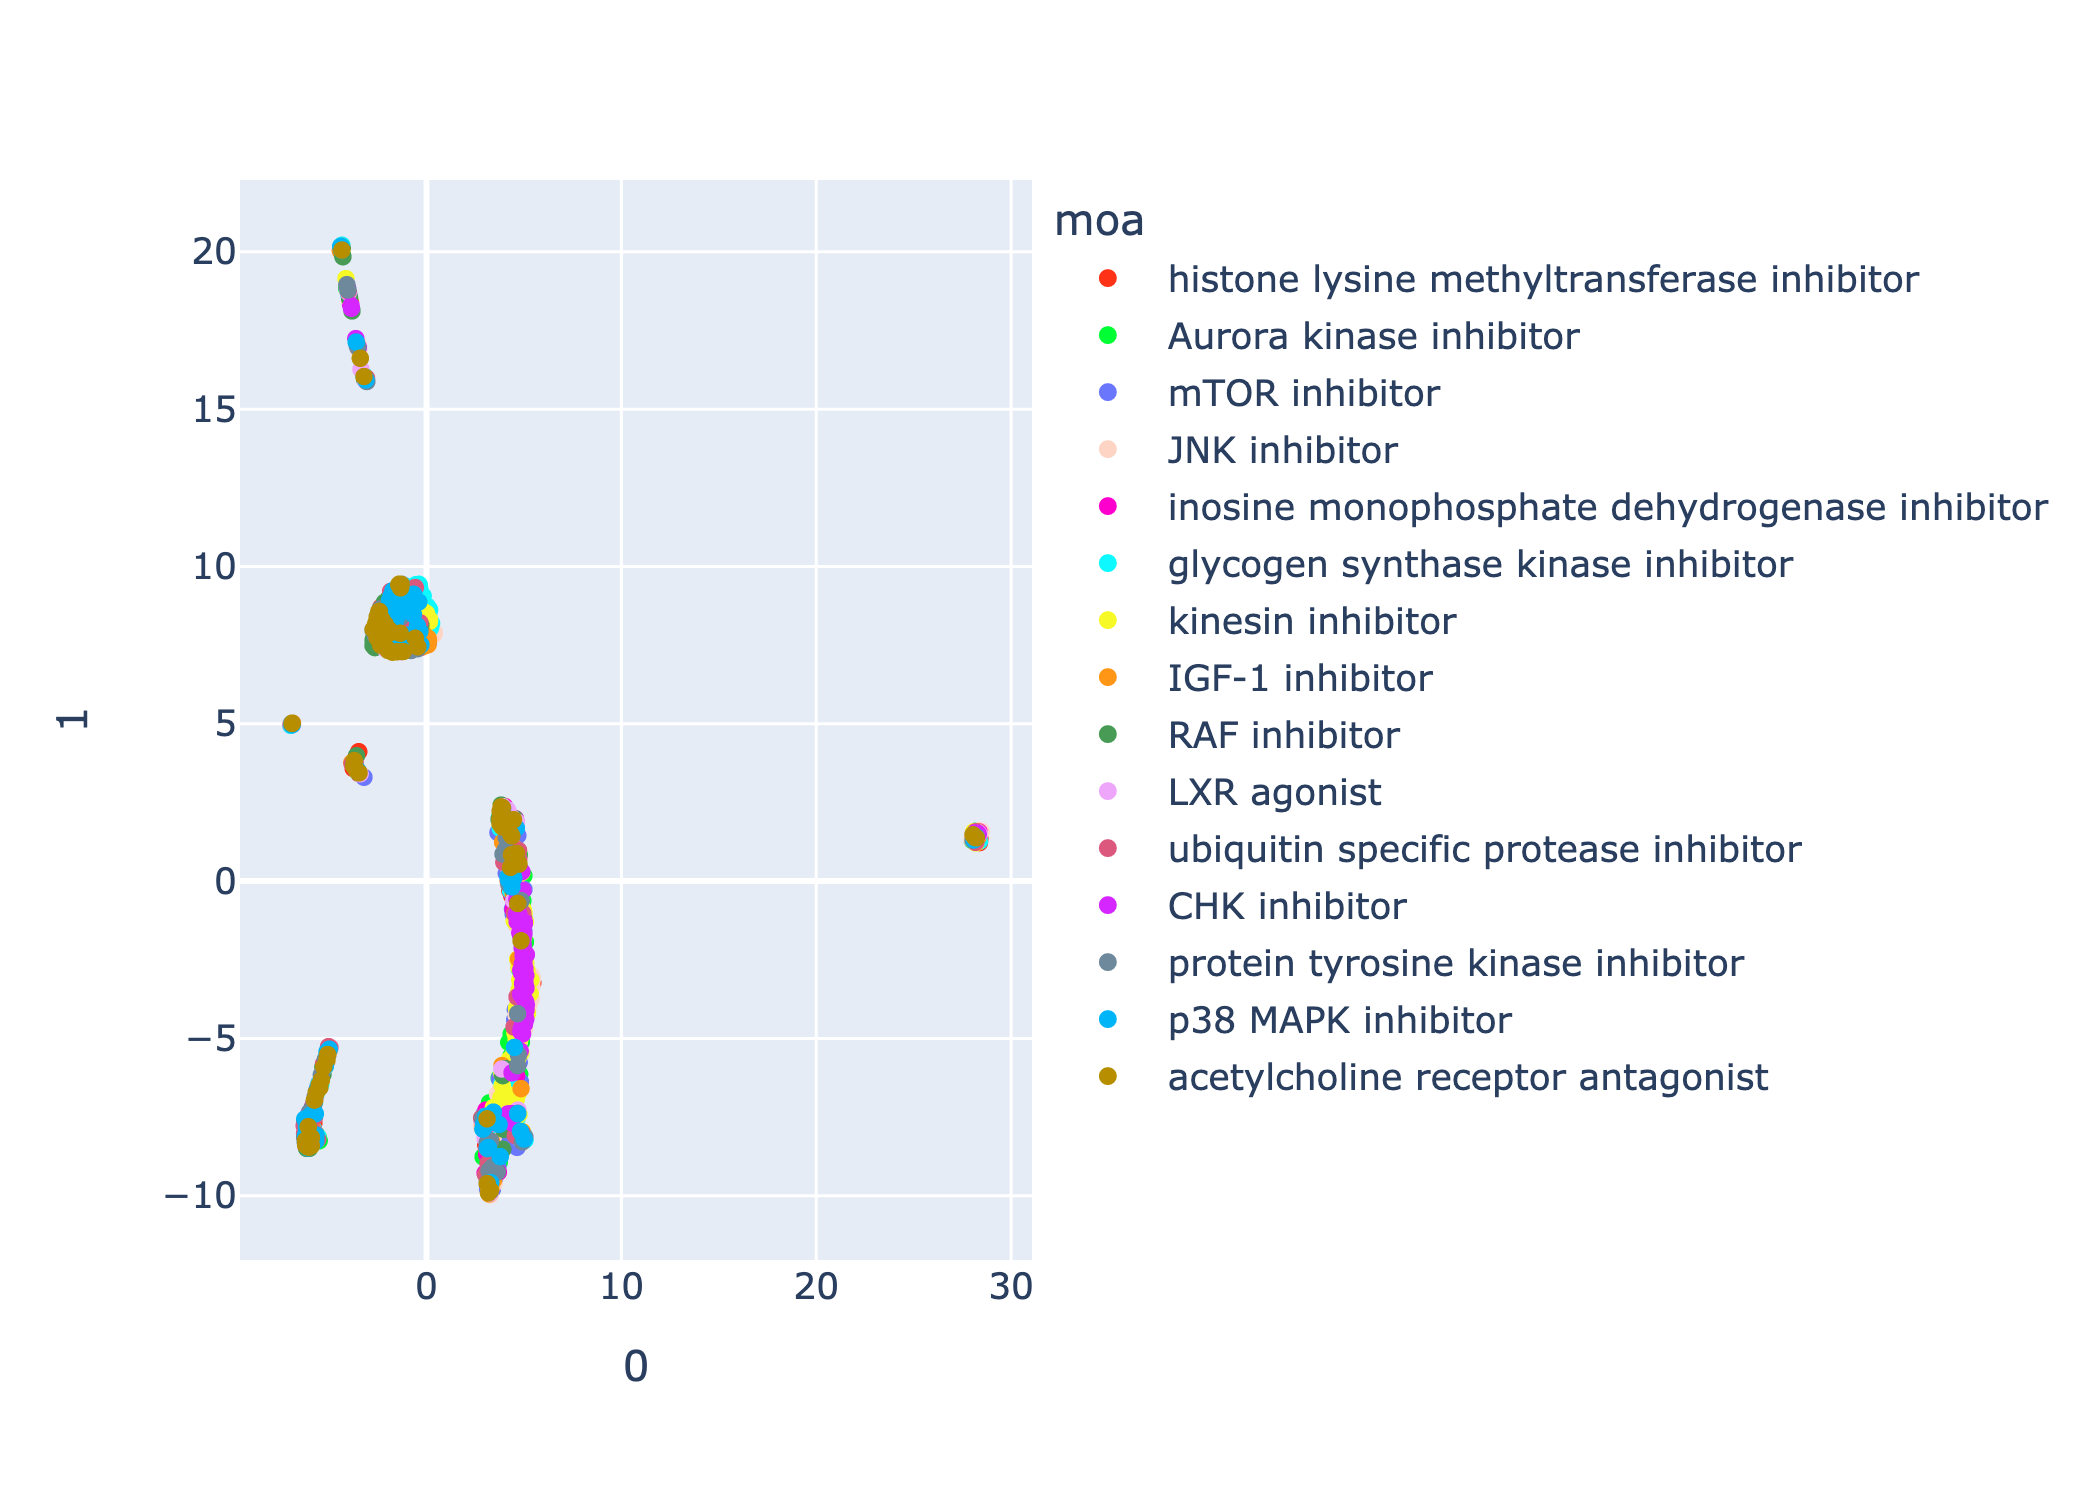 moa
histone lysine methyltransferase inhibitor
Aurora kinase inhibitor
mTOR inhibitor
JNK inhibitor
inosine monophosphate dehydrogenase inhibitor
glycogen synthase kinase inhibitor
kinesin inhibitor
IGF-1 inhibitor
RAF inhibitor
LXR agonist
ubiquitin specific protease inhibitor
CHK inhibitor
protein tyrosine kinase inhibitor
p38 MAPK inhibitor
acetylcholine receptor antagonist
20
15
10
5
0
−5
−10
1
0 10 20 30
0